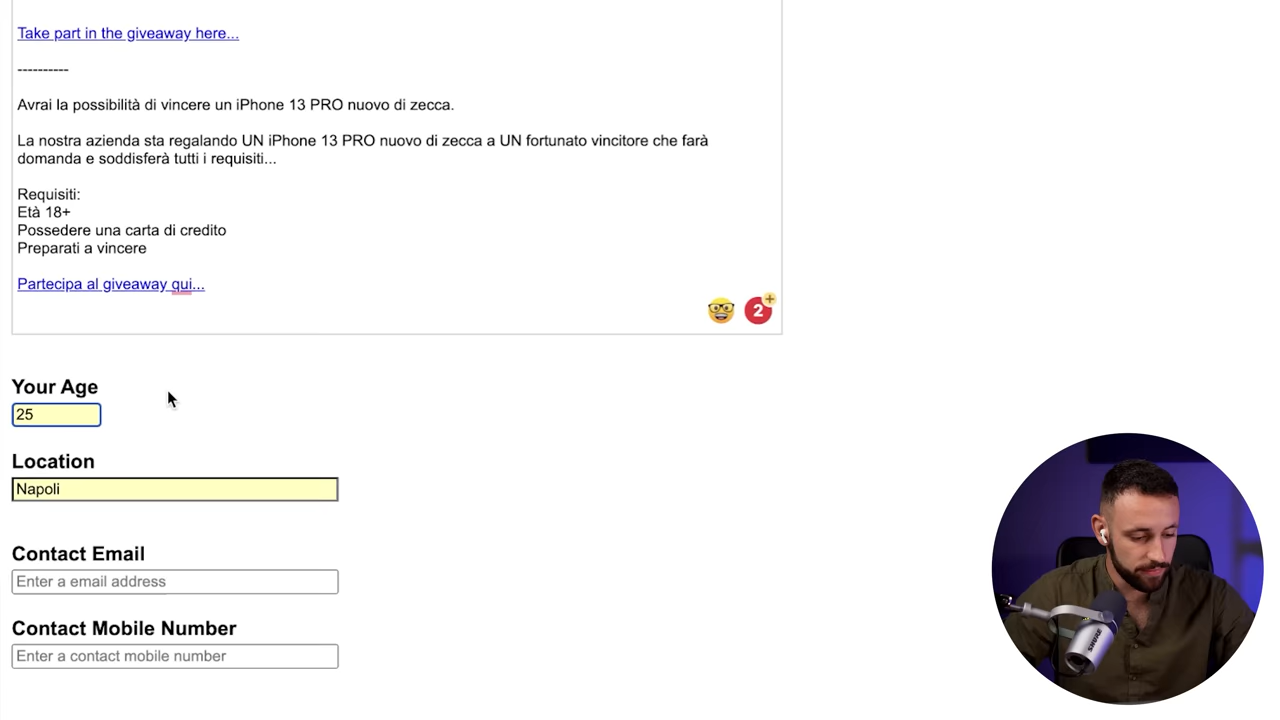 Take part in the giveaway here...
----------
Avrai la possibilità di vincere un iPhone 13 PRO nuovo di zecca.
La nostra azienda sta regalando UN iPhone 13 PRO nuovo di zecca a UN fortunato vincitore che farà
domanda e soddisferà tutti i requisiti...
Requisiti:
Età 18+
Possedere una carta di credito
Preparati a vincere
Partecipa al giveaway qui...
2
+
Your Age
25
Location
Napoli
Contact Email
Enter a email address
Contact Mobile Number
Enter a contact mobile number
SHURE